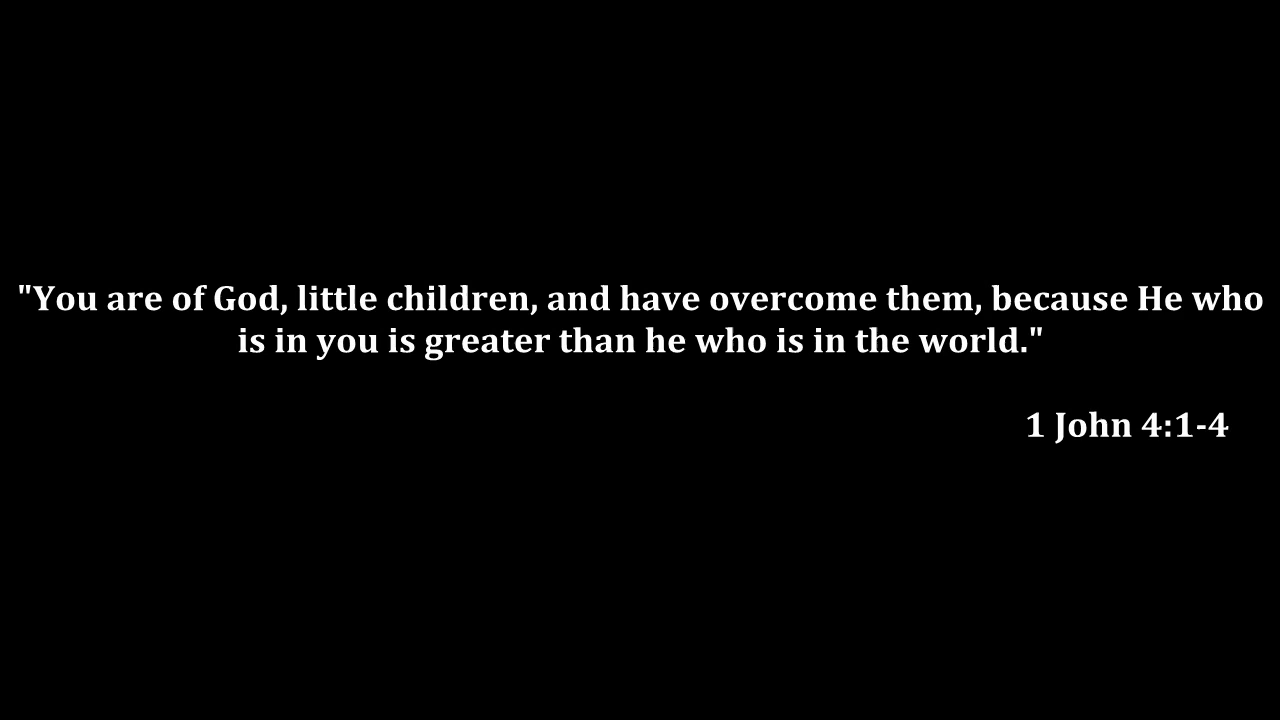 "You are of God, little children, and have overcome them, because He who
is in you is greater than he who is in the world."
1 John 4:1-4